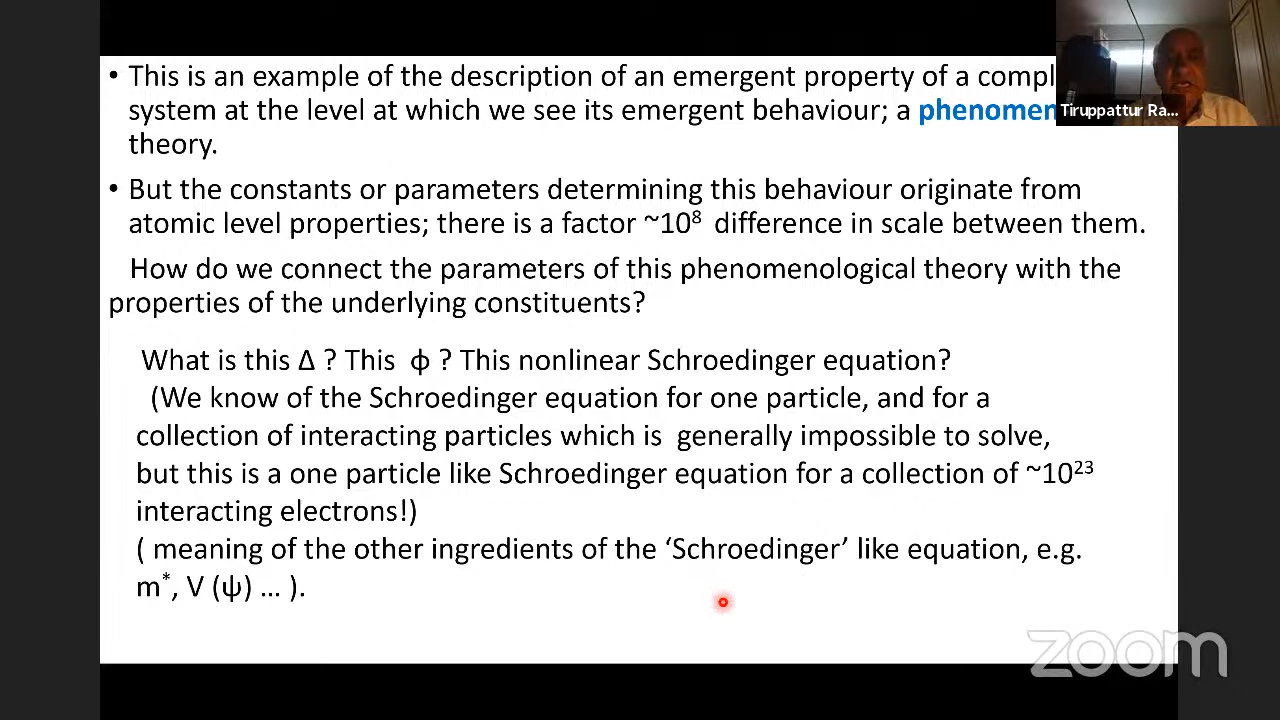 • This is an example of the description of an emergent property of a compl
system at the level at which we see its emergent behaviour; a phenomen
theory.
Tiruppattur Ra...
• But the constants or parameters determining this behaviour originate from
atomic level properties; there is a factor ~10⁸ difference in scale between them.
How do we connect the parameters of this phenomenological theory with the
properties of the underlying constituents?
What is this Δ ? This φ ? This nonlinear Schroedinger equation?
(We know of the Schroedinger equation for one particle, and for a
collection of interacting particles which is generally impossible to solve,
but this is a one particle like Schroedinger equation for a collection of ~10²³
interacting electrons!)
( meaning of the other ingredients of the ‘Schroedinger’ like equation, e.g.
m*, V (ψ) ... ).
zoom